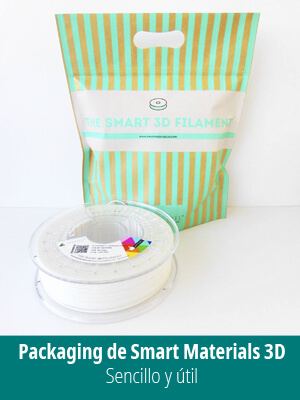 THE SMART 3D FILAMENT
Packaging de Smart Materials 3D
Sencillo y útil